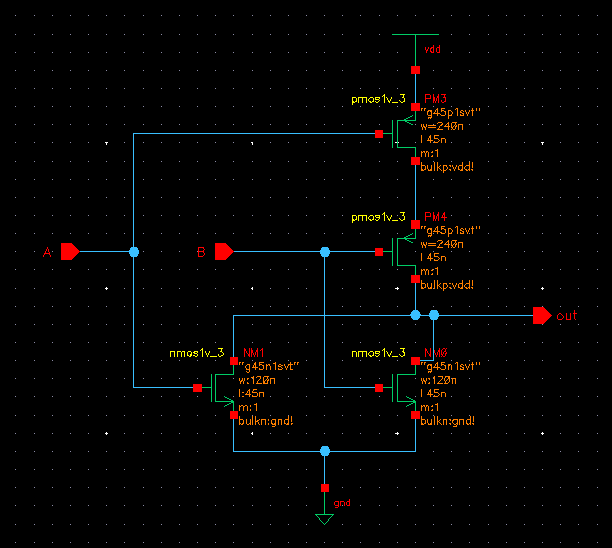 vdd
pmos1v_3 PM3
"g45p1svt"
w=240n
l:45n
m:1
bulkp:vdd!
pmos1v_3 PM4
"g45p1svt"
w=240n
l:45n
m:1
bulkp:vdd!
A B
out
nmos1v_3 NM1
"g45n1svt"
w:120n
l:45n
m:1
bulkn:gnd!
nmos1v_3 NM0
"g45n1svt"
w:120n
l:45n
m:1
bulkn:gnd!
gnd